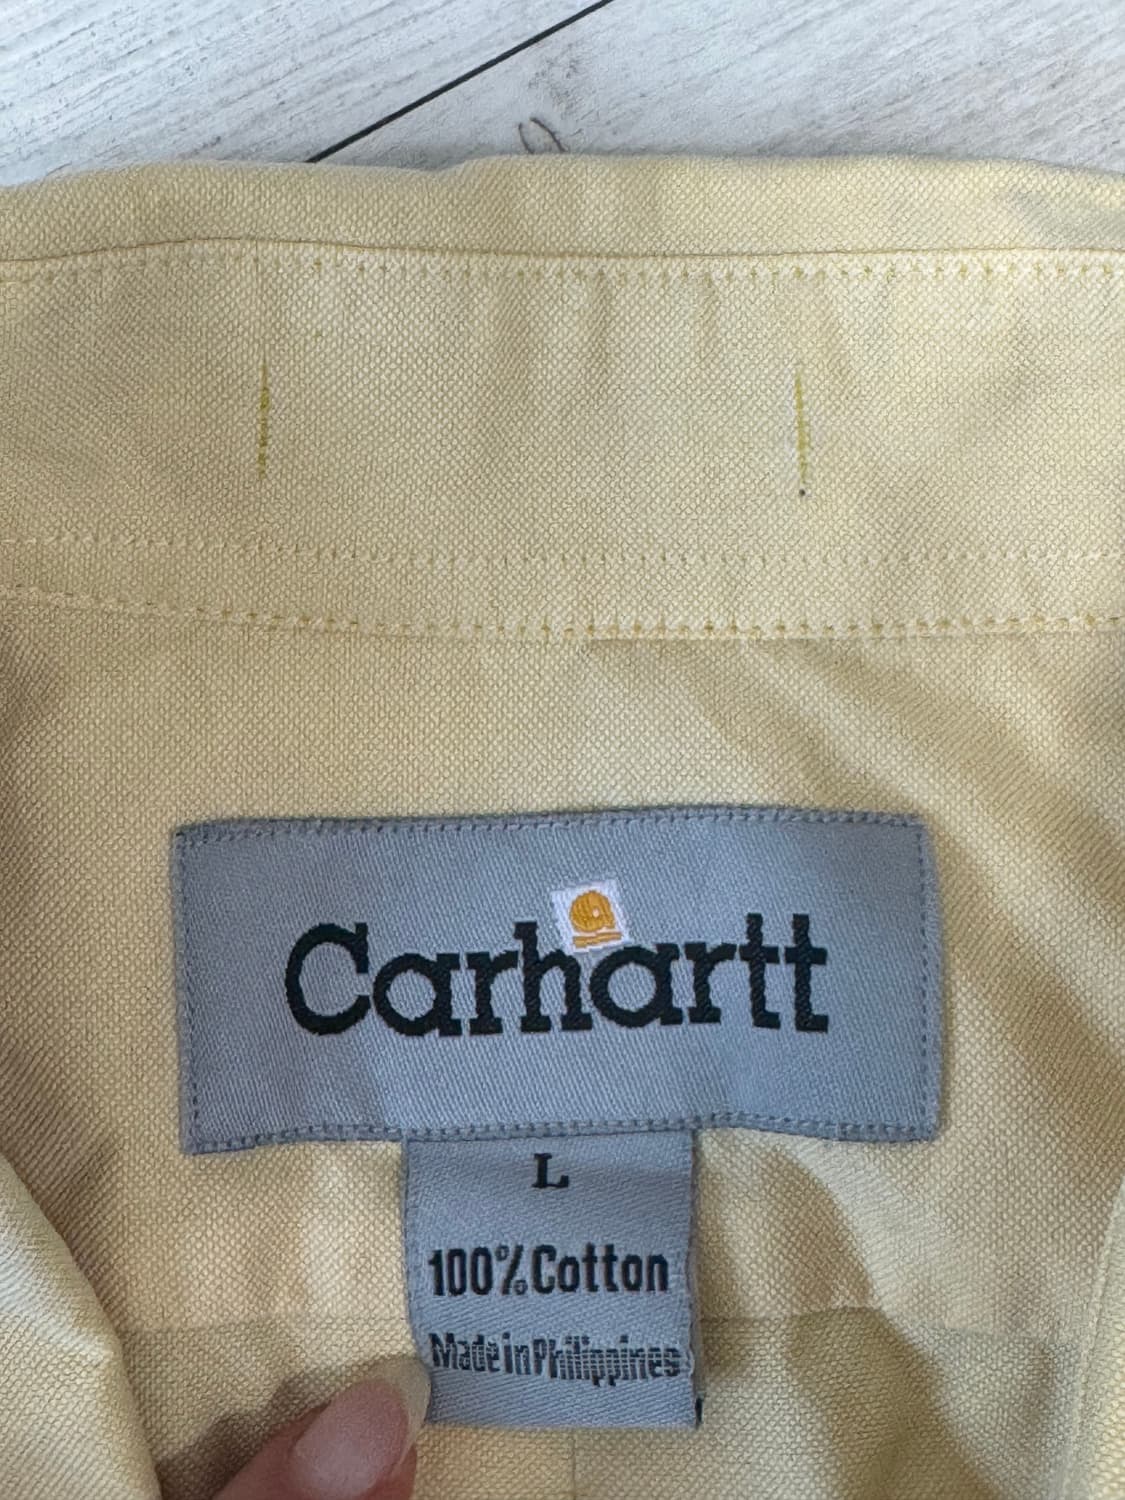 Carhartt
L
100% Cotton
Made in Philippines